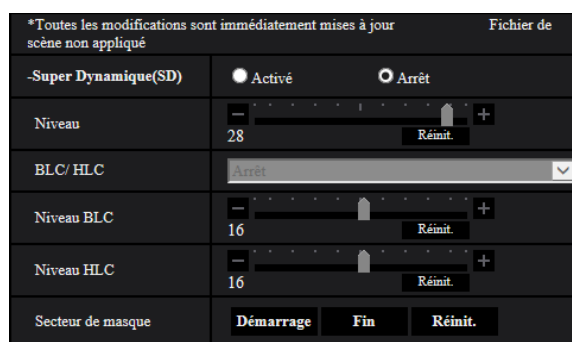 *Toutes les modifications sont immédiatement mises à jour Fichier de
scène non appliqué
-Super Dynamique(SD) Activé Arrêt
Niveau
28 Réinit.
BLC/ HLC Arrêt
Niveau BLC
16 Réinit.
Niveau HLC
16 Réinit.
Secteur de masque Démarrage Fin Réinit.